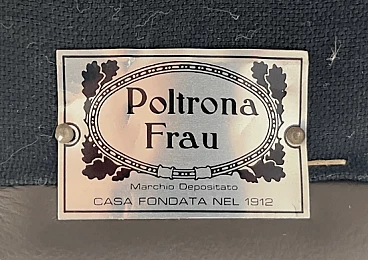 Poltrona
Frau
Marchio Depositato
CASA FONDATA NEL 1912